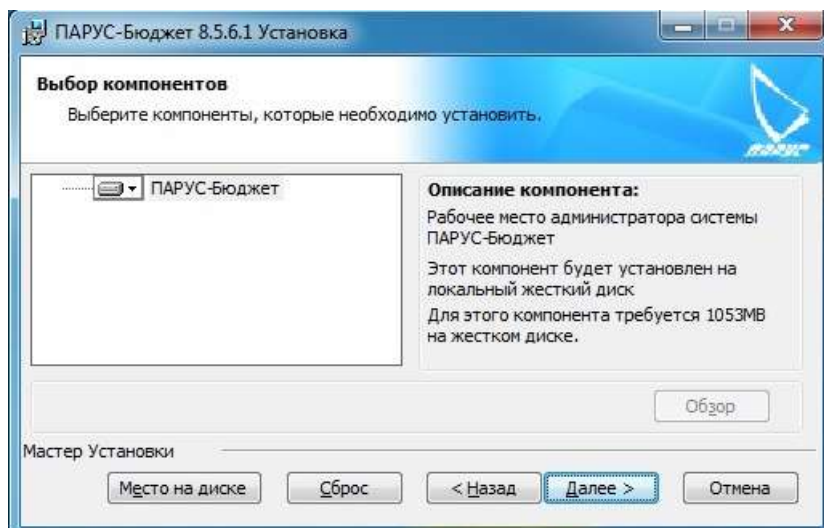 ПАРУС-Бюджет 8.5.6.1 Установка
Выбор компонентов
Выберите компоненты, которые необходимо установить.
ПАРУС
ПАРУС-Бюджет
Описание компонента:
Рабочее место администратора системы
ПАРУС-Бюджет
Этот компонент будет установлен на
локальный жесткий диск
Для этого компонента требуется 1053MB
на жестком диске.
Обзор
Мастер Установки
Место на диске
Сброс
< Назад
Далее >
Отмена